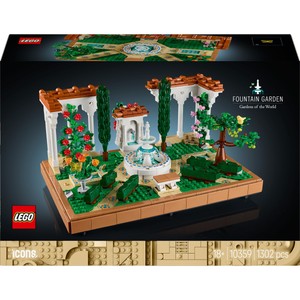 LEGO
FOUNTAIN GARDEN
Gardens of the World
LEGO
ICONS
18+
10359
1302 pcs